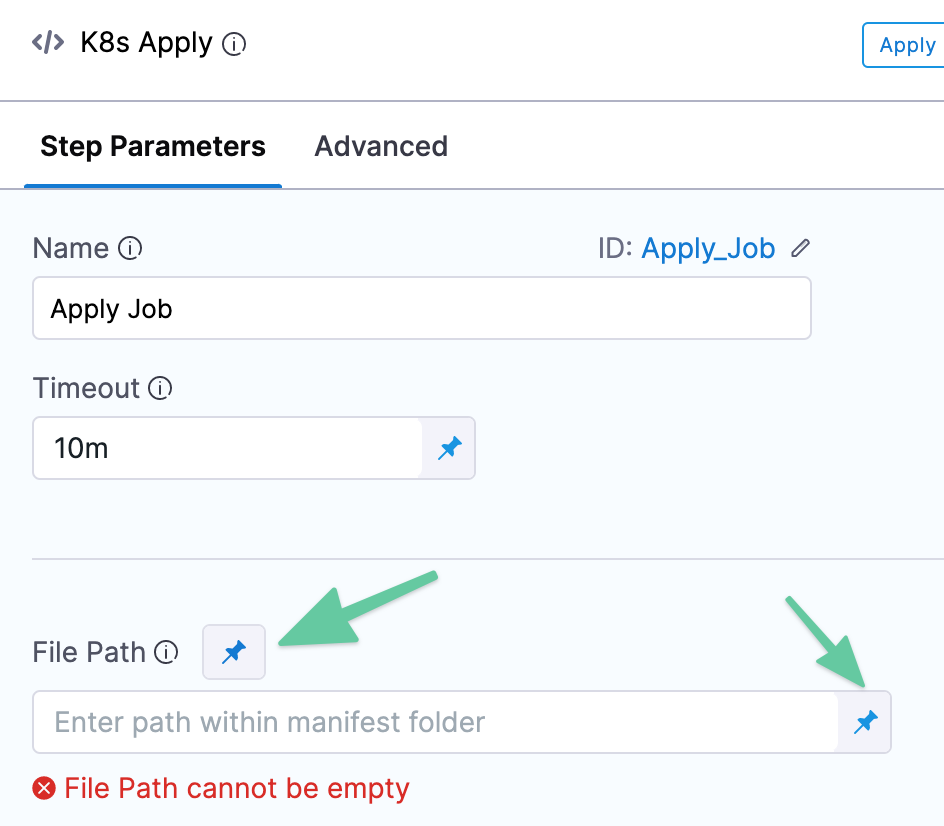 </> K8s Apply
Apply
Step Parameters Advanced
Name ID: Apply_Job
Apply Job
Timeout
10m
File Path
Enter path within manifest folder
File Path cannot be empty